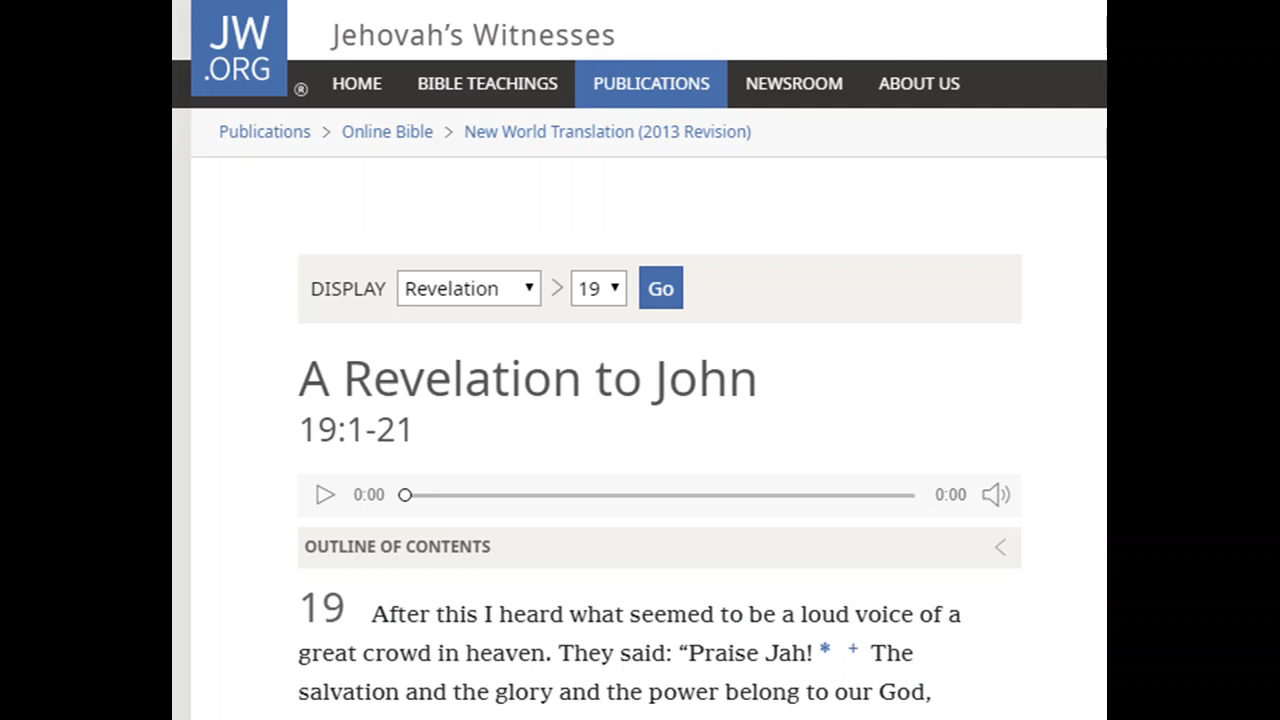 JW
.ORG
®
Jehovah's Witnesses
HOME BIBLE TEACHINGS PUBLICATIONS NEWSROOM ABOUT US
Publications > Online Bible > New World Translation (2013 Revision)
DISPLAY Revelation ▼ > 19 ▼ Go
A Revelation to John
19:1-21
0:00 0:00
OUTLINE OF CONTENTS
19 After this I heard what seemed to be a loud voice of a
great crowd in heaven. They said: “Praise Jah! * + The
salvation and the glory and the power belong to our God,